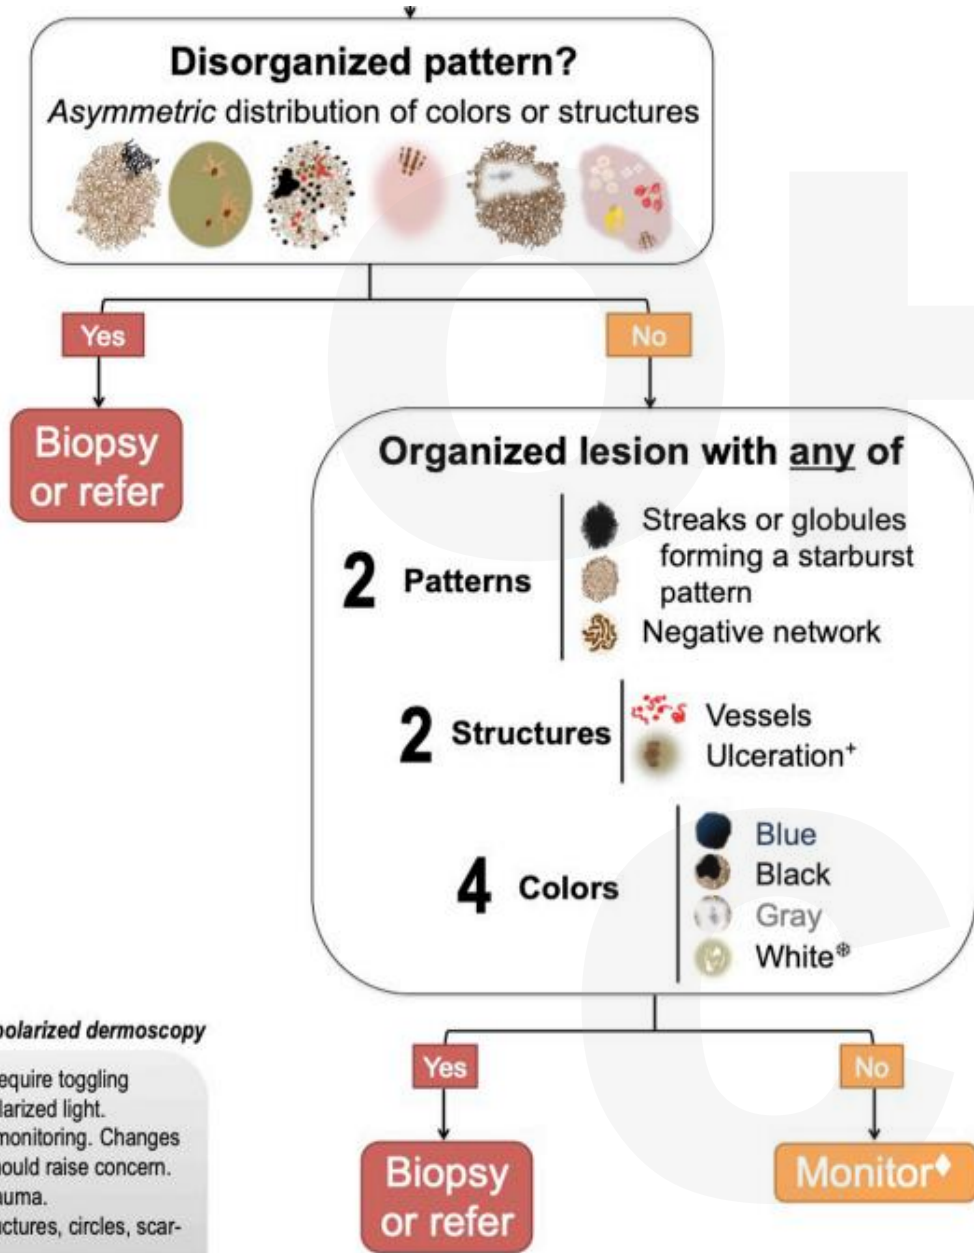 Disorganized pattern?
Asymmetric distribution of colors or structures
Yes
No
Biopsy
or refer
Organized lesion with any of
2 Patterns
Streaks or globules
forming a starburst
pattern
Negative network
2 Structures
Vessels
Ulceration⁺
4 Colors
Blue
Black
Gray
White❄
polarized dermoscopy
equire toggling
larized light.
monitoring. Changes
hould raise concern.
auma.
uctures, circles, scar-
Yes
No
Biopsy
or refer
Monitor♦